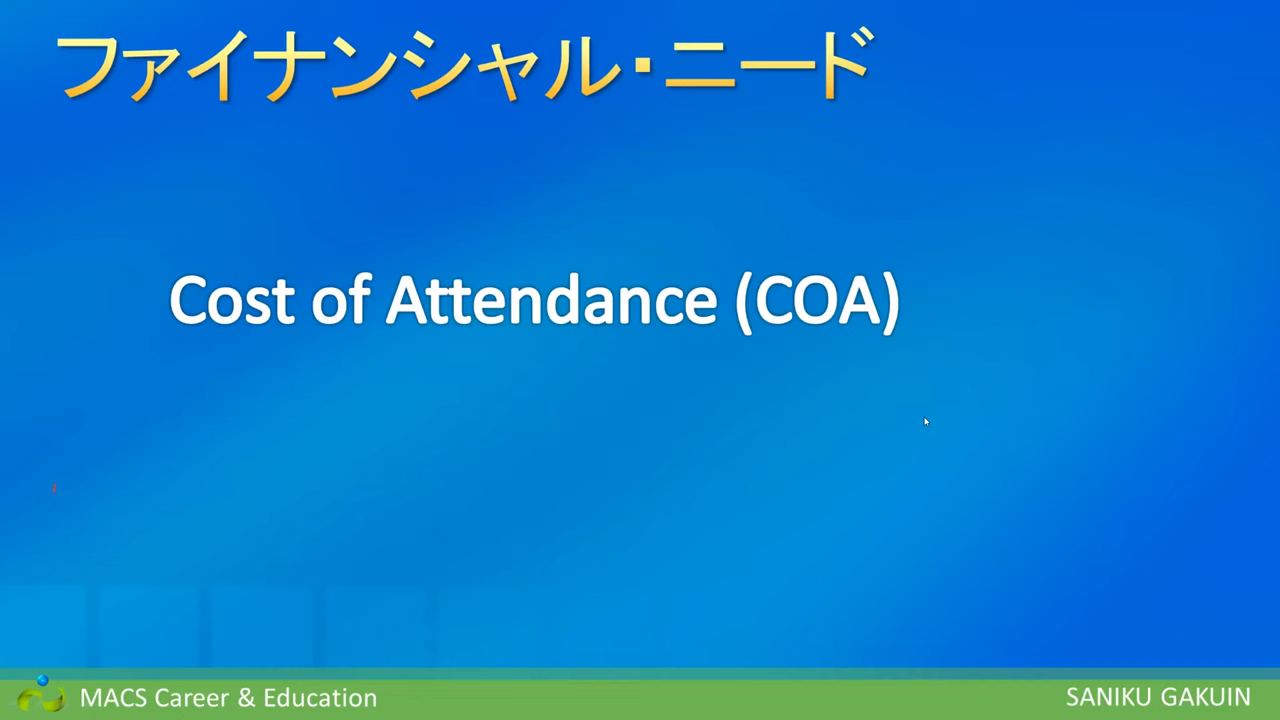 ファイナンシャル・ニード
Cost of Attendance (COA)
MACS Career & Education
SANIKU GAKUIN